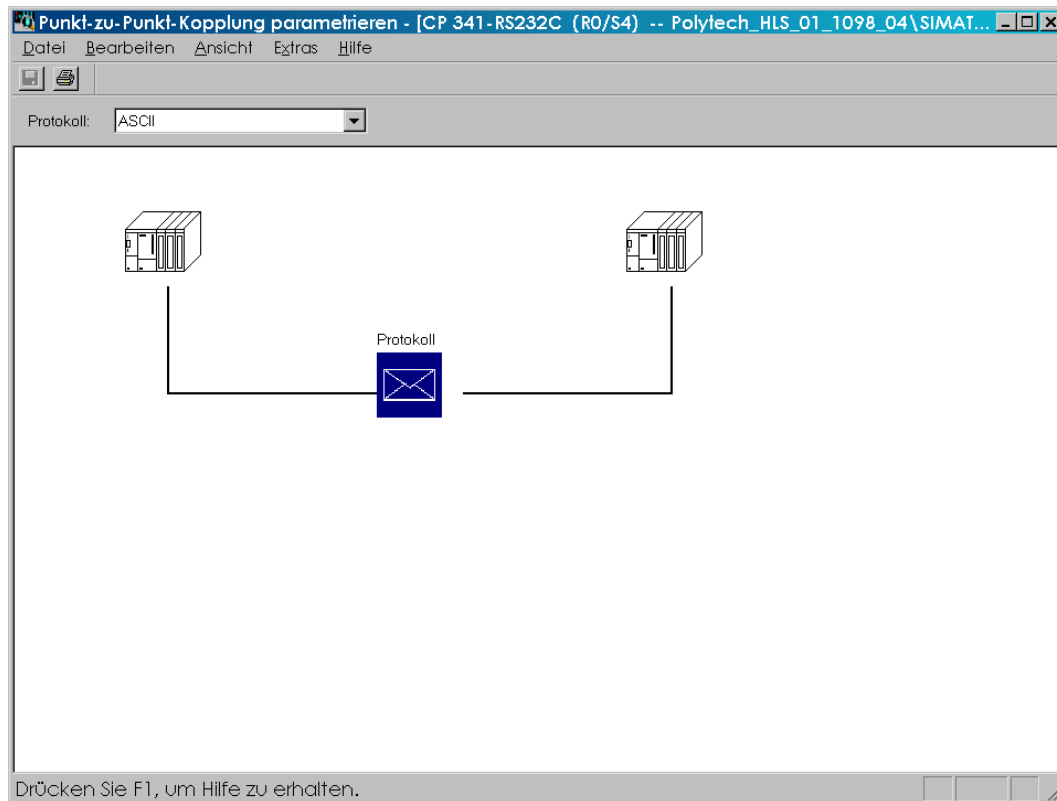 Punkt-zu-Punkt-Kopplung parametrieren - [CP 341-RS232C (R0/S4) -- Polytech_HLS_01_1098_04\SIMAT...
Datei Bearbeiten Ansicht Extras Hilfe
Protokoll: ASCII
Protokoll
Drücken Sie F1, um Hilfe zu erhalten.